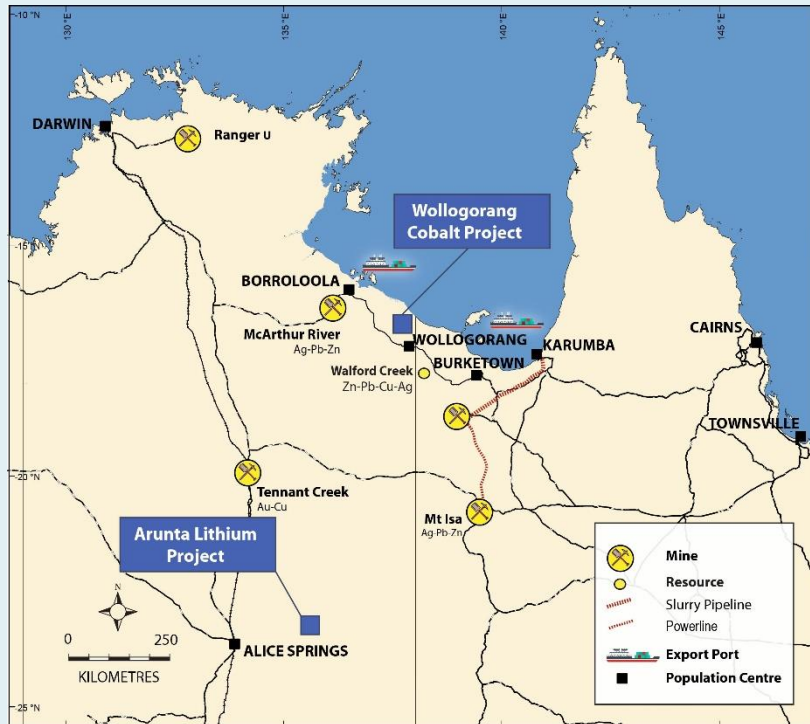 -10 °N
130 °E
135 °E
140 °E
145 °E
DARWIN
Ranger U
Wollogorang
Cobalt Project
-15 °N
BORROLOOLA
McArthur River
Ag-Pb-Zn
WOLLOGORANG
KARUMBA
CAIRNS
Walford Creek
Zn-Pb-Cu-Ag
BURKETOWN
TOWNSVILLE
-20 °N
Tennant Creek
Au-Cu
Mt Isa
Ag-Pb-Zn
Arunta Lithium
Project
N
0 250
KILOMETRES
ALICE SPRINGS
-25 °N
Mine
Resource
Slurry Pipeline
Powerline
Export Port
Population Centre